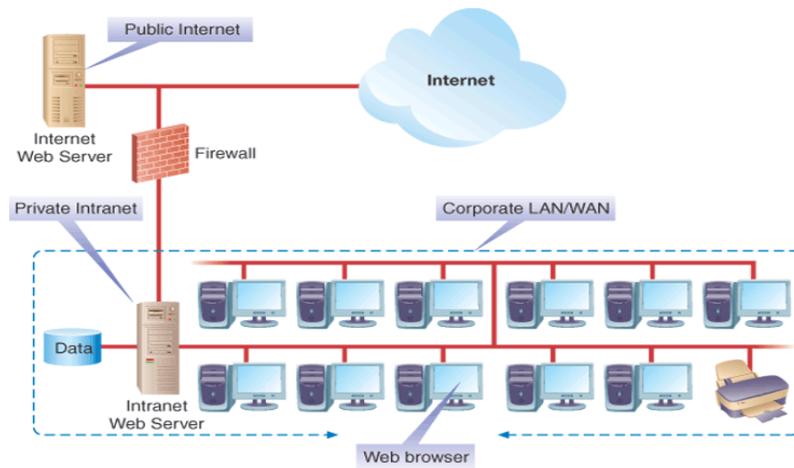 Public Internet
Internet
Internet
Web Server
Firewall
Private Intranet
Corporate LAN/WAN
Data
Intranet
Web Server
Web browser